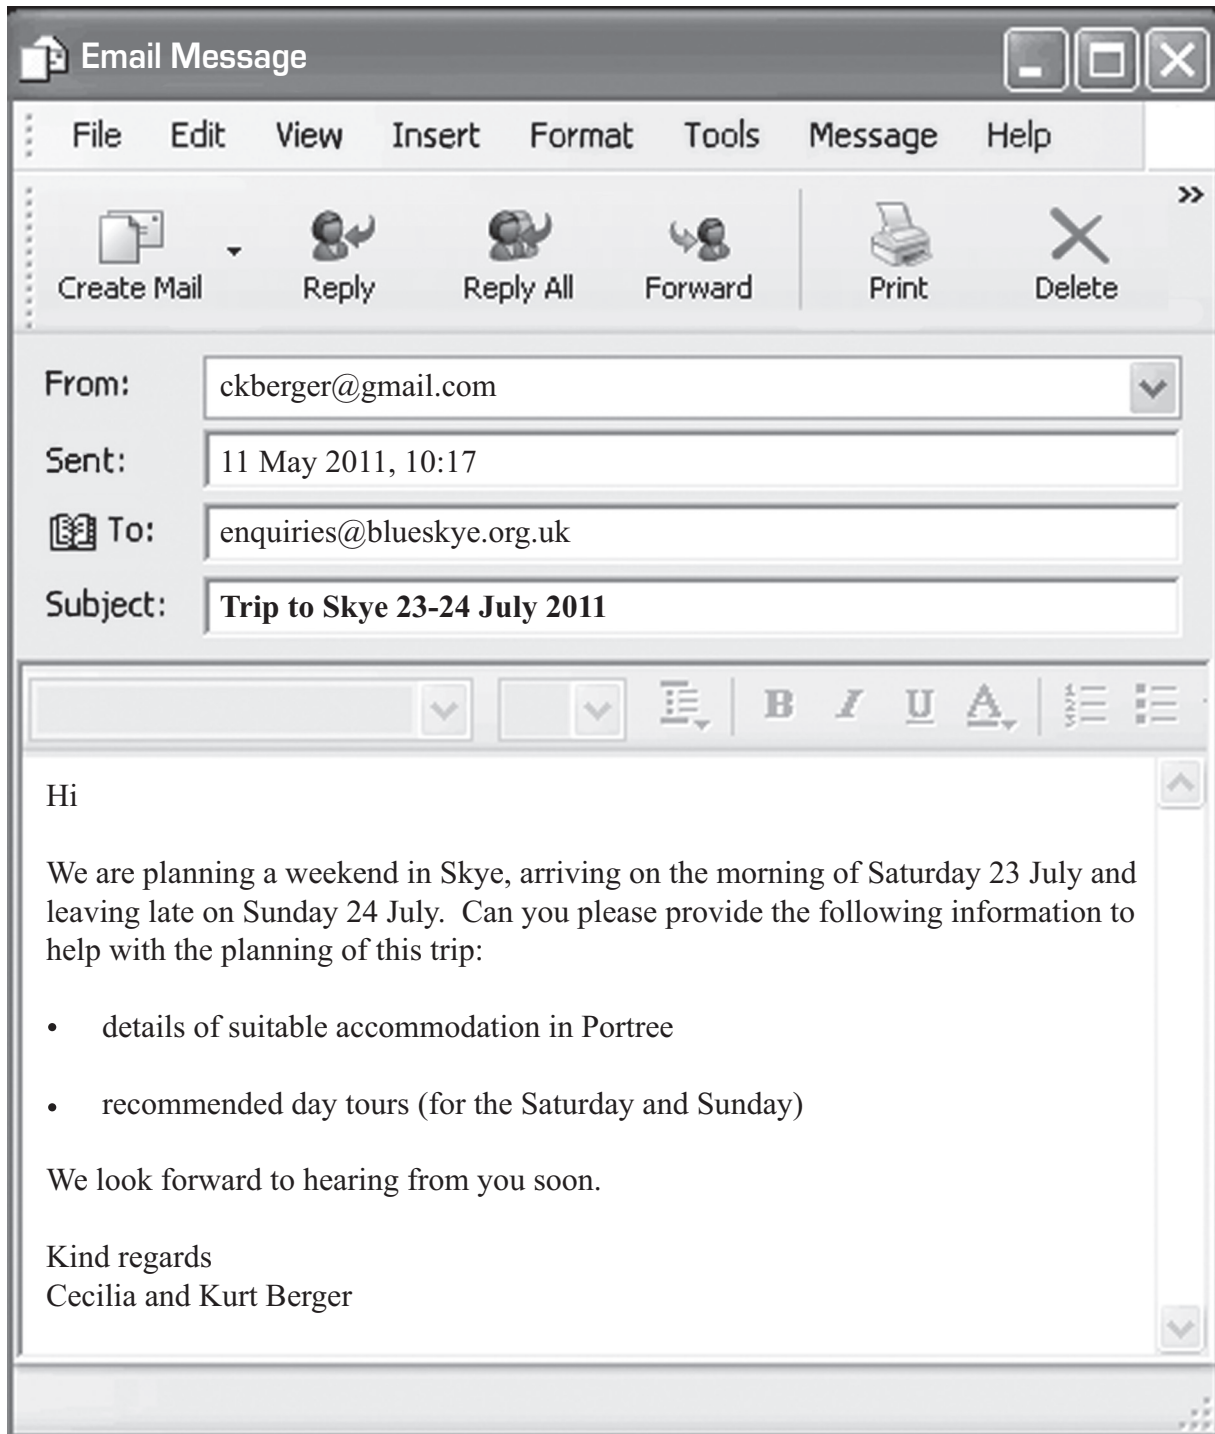 Email Message
File Edit View Insert Format Tools Message Help
»
Create Mail Reply Reply All Forward Print Delete
From: ckberger@gmail.com
Sent: 11 May 2011, 10:17
To: enquiries@blueskye.org.uk
Subject: Trip to Skye 23-24 July 2011
B I U A
Hi
We are planning a weekend in Skye, arriving on the morning of Saturday 23 July and
leaving late on Sunday 24 July.  Can you please provide the following information to
help with the planning of this trip:
• details of suitable accommodation in Portree
• recommended day tours (for the Saturday and Sunday)
We look forward to hearing from you soon.
Kind regards
Cecilia and Kurt Berger